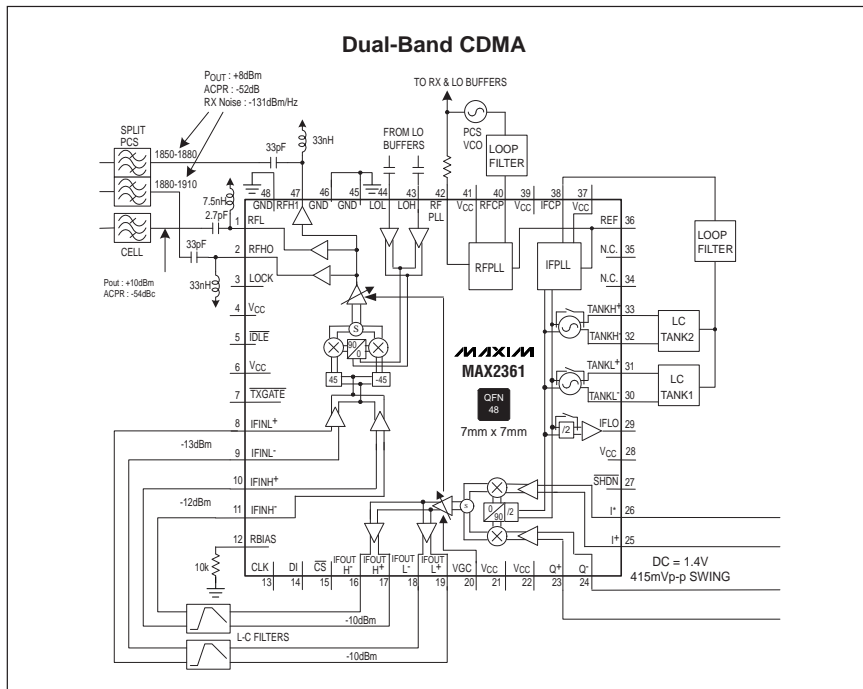 Dual-Band CDMA
POUT : +8dBm
ACPR : -52dB
RX Noise : -131dBm/Hz
TO RX & LO BUFFERS
SPLIT
PCS
1850-1880
33pF
33nH
FROM LO
BUFFERS
PCS
VCO
LOOP
FILTER
1880-1910
7.5nH
2.7pF
48 47 46 45 44 43 42 41 40 39 38 37
GND RFH1 GND GND LOL LOH RF
PLL
VCC RFCP VCC IFCP VCC
1 RFL
REF 36
CELL
33pF
2 RFHO
RFPLL
IFPLL
N.C. 35
LOOP
FILTER
Pout : +10dBm
ACPR : -54dBc
33nH
3 LOCK
N.C. 34
4 VCC
TANKH+ 33
S
LC
TANK2
5 IDLE
90
0
TANKH- 32
MAXIM
MAX2361
6 VCC
45
-45
TANKL+ 31
LC
TANK1
QFN
48
7 TXGATE
TANKL- 30
7mm x 7mm
8 IFINL+
/2
IFLO 29
-13dBm
9 IFINL-
VCC 28
10 IFINH+
SHDN 27
-12dBm
11 IFINH-
S
0
90
/2
I+ 26
12 RBIAS
I+ 25
10k
CLK DI CS IFOUT
H-
IFOUT
H+
IFOUT
L-
IFOUT
L+
VGC VCC VCC Q+ Q-
DC = 1.4V
415mVp-p SWING
13 14 15 16 17 18 19 20 21 22 23 24
-10dBm
L-C FILTERS
-10dBm